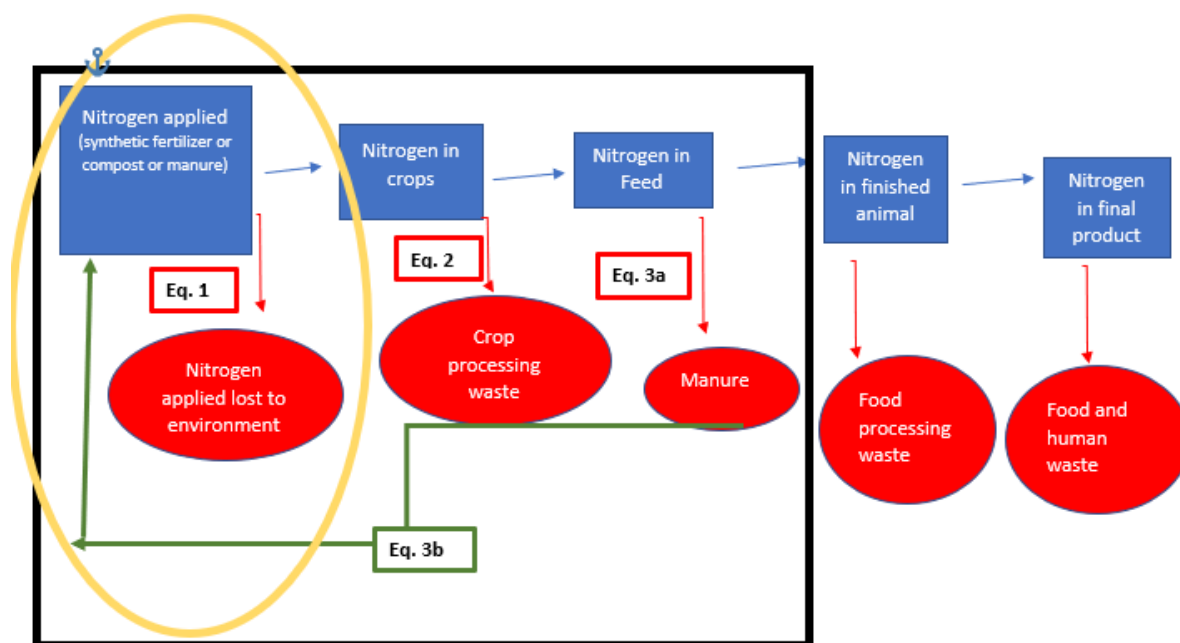 Nitrogen applied
(synthetic fertilizer or
compost or manure)
Nitrogen in
crops
Nitrogen in
Feed
Nitrogen
in finished
animal
Nitrogen
in final
product
Eq. 1
Eq. 2
Eq. 3a
Nitrogen
applied lost to
environment
Crop
processing
waste
Manure
Food
processing
waste
Food and
human
waste
Eq. 3b